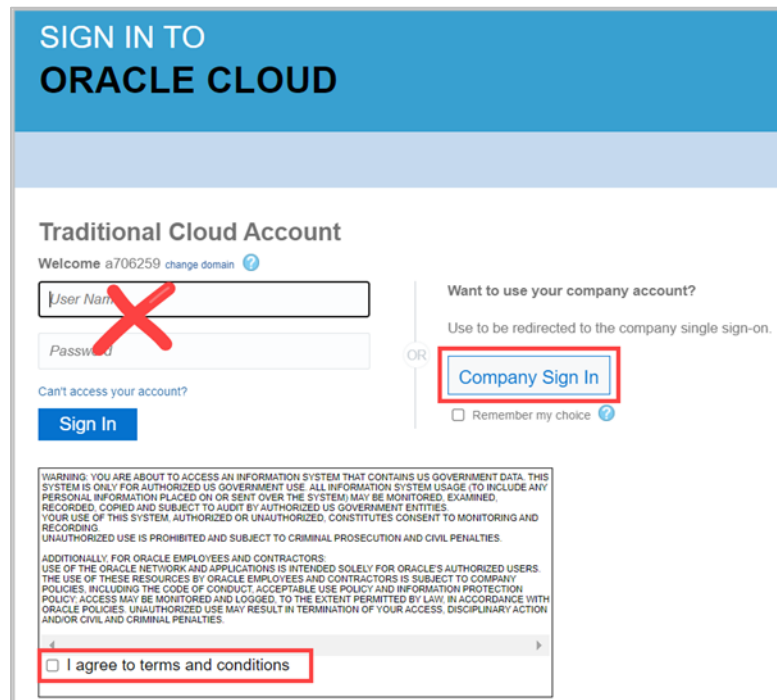 SIGN IN TO
ORACLE CLOUD
Traditional Cloud Account
Welcome a706259 change domain ?
User Name
Password
Can't access your account?
Sign In
OR
Want to use your company account?
Use to be redirected to the company single sign-on.
Company Sign In
Remember my choice ?
WARNING: YOU ARE ABOUT TO ACCESS AN INFORMATION SYSTEM THAT CONTAINS US GOVERNMENT DATA. THIS
SYSTEM IS ONLY FOR AUTHORIZED US GOVERNMENT USE. ALL INFORMATION SYSTEM USAGE (TO INCLUDE ANY
PERSONAL INFORMATION PLACED ON OR SENT OVER THE SYSTEM) MAY BE MONITORED, EXAMINED,
RECORDED, COPIED AND SUBJECT TO AUDIT BY AUTHORIZED US GOVERNMENT ENTITIES.
YOUR USE OF THIS SYSTEM, AUTHORIZED OR UNAUTHORIZED, CONSTITUTES CONSENT TO MONITORING AND
RECORDING.
UNAUTHORIZED USE IS PROHIBITED AND SUBJECT TO CRIMINAL PROSECUTION AND CIVIL PENALTIES.
ADDITIONALLY, FOR ORACLE EMPLOYEES AND CONTRACTORS:
USE OF THE ORACLE NETWORK AND APPLICATIONS IS INTENDED SOLELY FOR ORACLE'S AUTHORIZED USERS.
THE USE OF THESE RESOURCES BY ORACLE EMPLOYEES AND CONTRACTORS IS SUBJECT TO COMPANY
POLICIES, INCLUDING THE CODE OF CONDUCT, ACCEPTABLE USE POLICY AND INFORMATION PROTECTION
POLICY; ACCESS MAY BE MONITORED AND LOGGED, TO THE EXTENT PERMITTED BY LAW, IN ACCORDANCE WITH
ORACLE POLICIES. UNAUTHORIZED USE MAY RESULT IN TERMINATION OF YOUR ACCESS, DISCIPLINARY ACTION
AND/OR CIVIL AND CRIMINAL PENALTIES.
I agree to terms and conditions